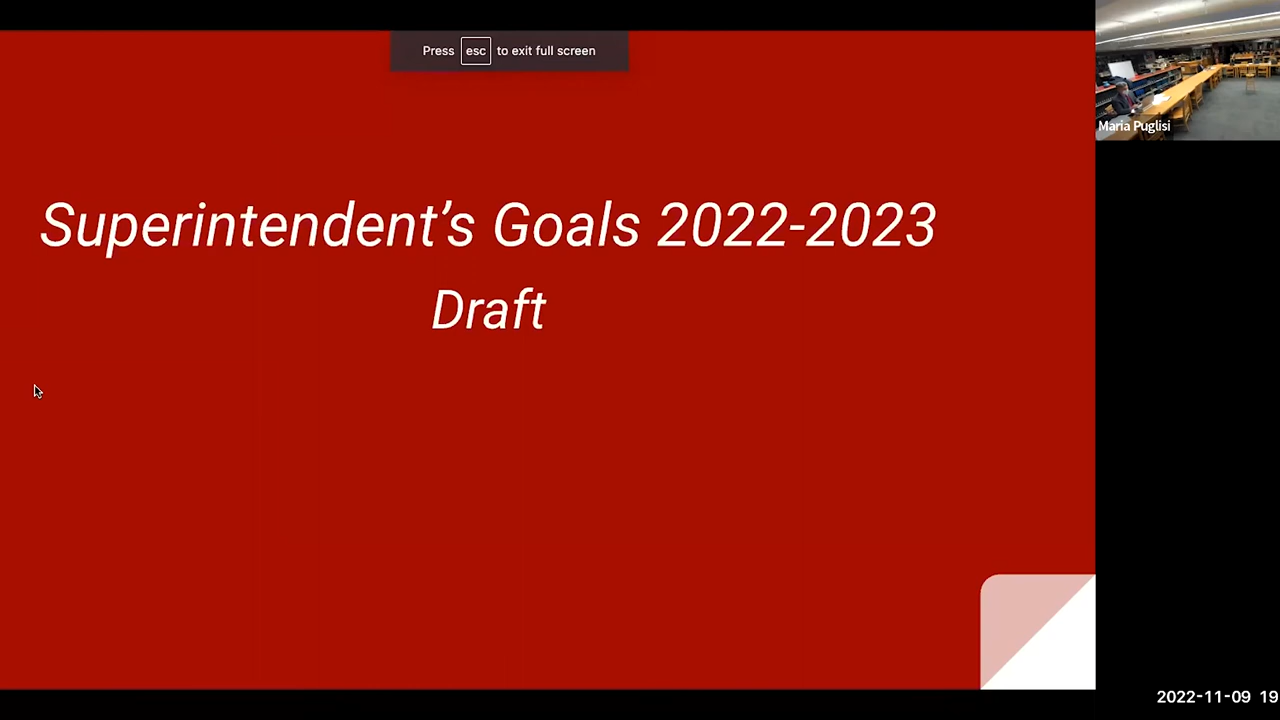 Press esc to exit full screen
Maria Puglisi
Superintendent’s Goals 2022-2023
Draft
2022-11-09 19